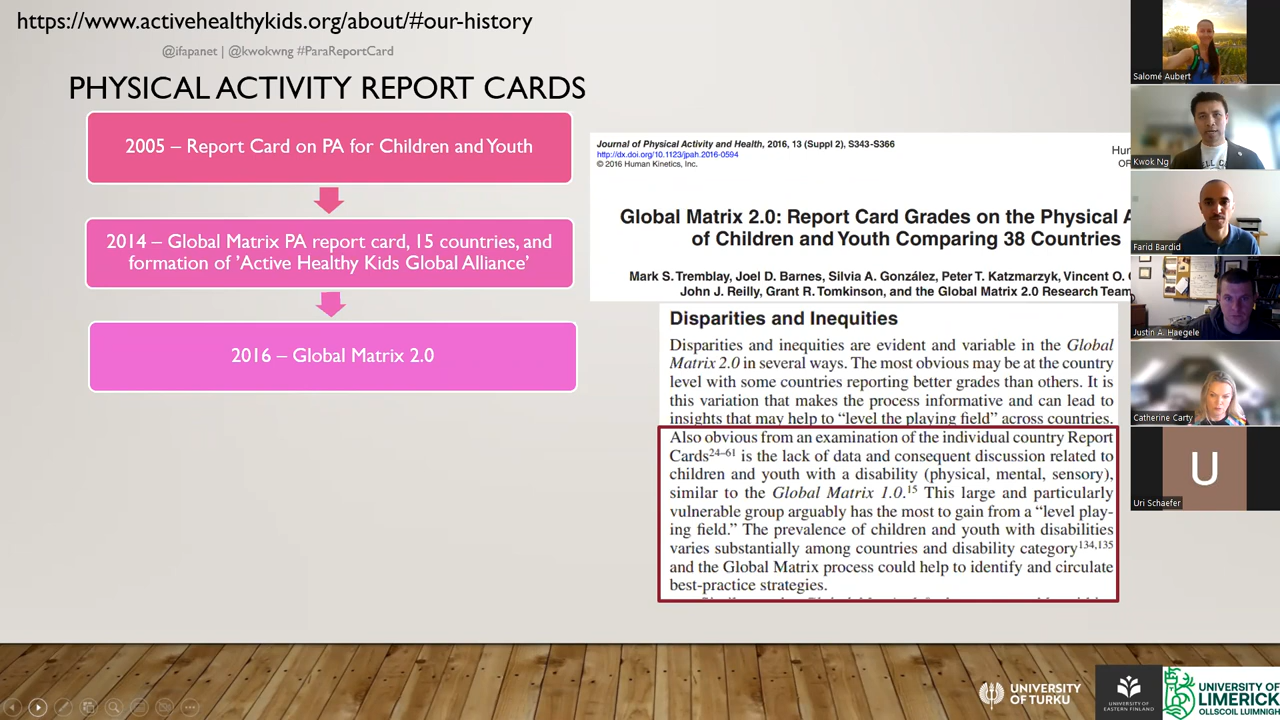 https://www.activehealthykids.org/about/#our-history
@ifapanet | @kwokwng #ParaReportCard
PHYSICAL ACTIVITY REPORT CARDS
2005 – Report Card on PA for Children and Youth
2014 – Global Matrix PA report card, 15 countries, and
formation of ’Active Healthy Kids Global Alliance’
2016 – Global Matrix 2.0
Journal of Physical Activity and Health, 2016, 13 (Suppl 2), S343-S366
http://dx.doi.org/10.1123/jpah.2016-0594
© 2016 Human Kinetics, Inc.
Global Matrix 2.0: Report Card Grades on the Physical A
of Children and Youth Comparing 38 Countries
Mark S. Tremblay, Joel D. Barnes, Silvia A. González, Peter T. Katzmarzyk, Vincent O.
John J. Reilly, Grant R. Tomkinson, and the Global Matrix 2.0 Research Team
Disparities and Inequities
Disparities and inequities are evident and variable in the Global
Matrix 2.0 in several ways. The most obvious may be at the country
level with some countries reporting better grades than others. It is
this variation that makes the process informative and can lead to
insights that may help to “level the playing field” across countries.
Also obvious from an examination of the individual country Report
Cards24–61 is the lack of data and consequent discussion related to
children and youth with a disability (physical, mental, sensory),
similar to the Global Matrix 1.0.15 This large and particularly
vulnerable group arguably has the most to gain from a “level play-
ing field.” The prevalence of children and youth with disabilities
varies substantially among countries and disability category134,135
and the Global Matrix process could help to identify and circulate
best-practice strategies.
Salomé Aubert
Kwok Ng
Farid Bardid
Justin A. Haegele
Catherine Carty
U
Uri Schaefer
UNIVERSITY
OF TURKU
UNIVERSITY OF
EASTERN FINLAND
UNIVERSITY OF
LIMERICK
OLLSCOIL LUIMNIGH